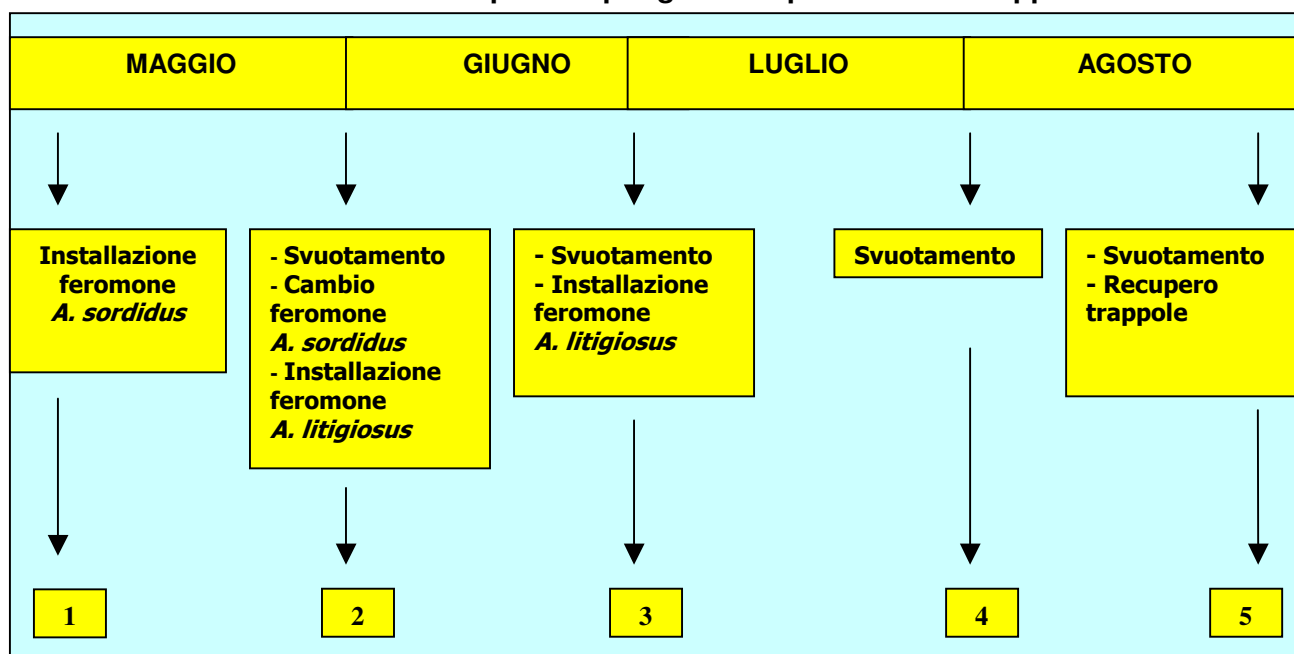 MAGGIO GIUGNO LUGLIO AGOSTO
Installazione
feromone
A. sordidus
- Svuotamento
- Cambio
feromone
A. sordidus
- Installazione
feromone
A. litigiosus
- Svuotamento
- Installazione
feromone
A. litigiosus
Svuotamento
- Svuotamento
- Recupero
trappole
1 2 3 4 5